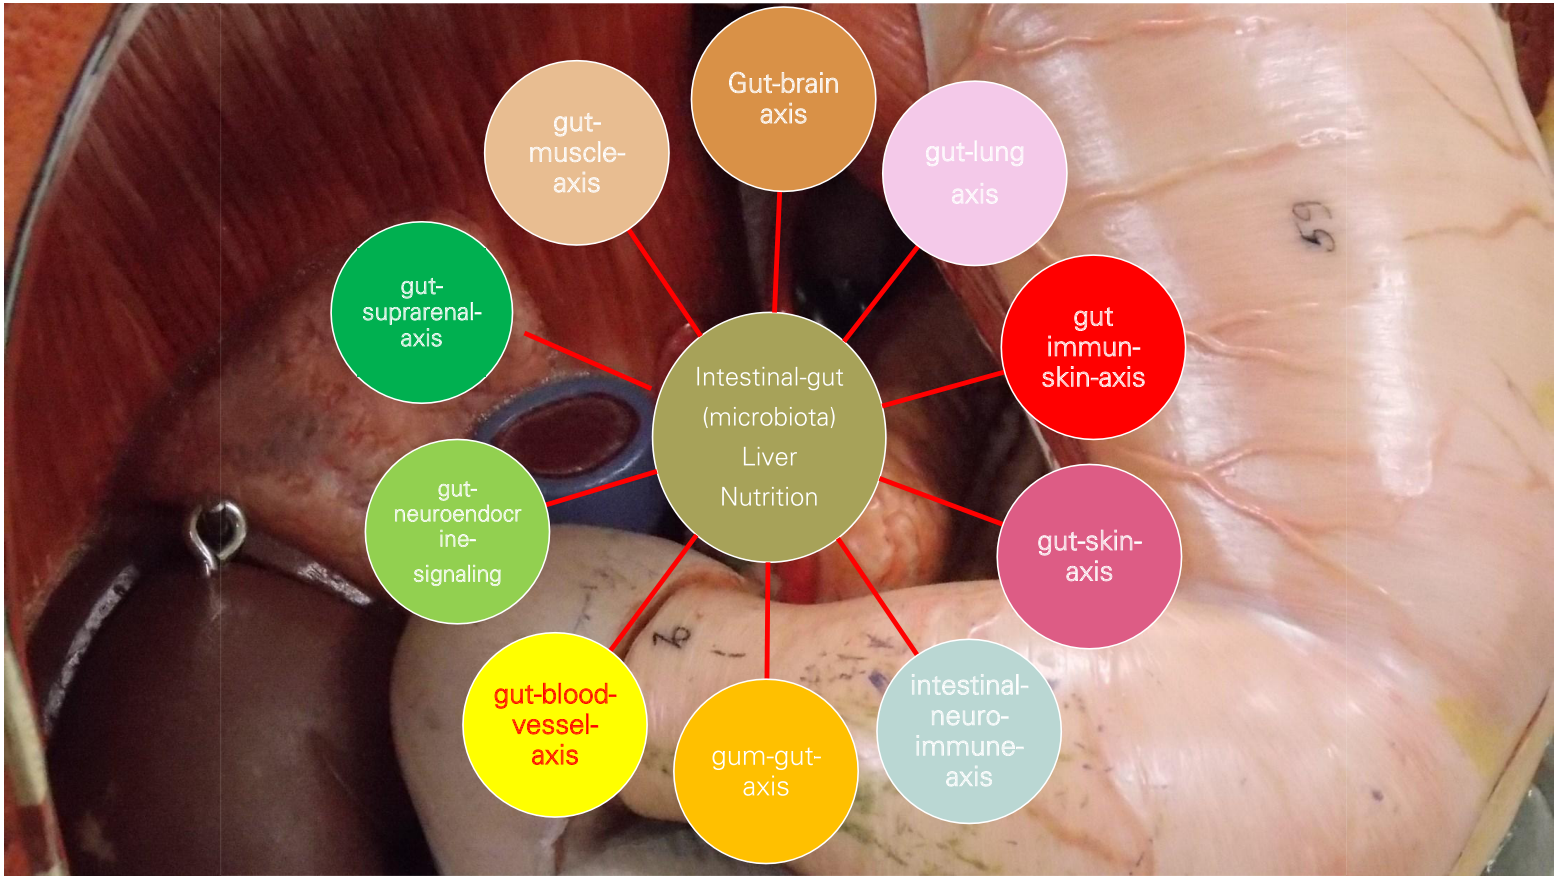 Gut-brain
axis
gut-
muscle-
axis
gut-lung
axis
gut-
suprarenal-
axis
gut
immun-
skin-axis
Intestinal-gut
(microbiota)
Liver
Nutrition
gut-
neuroendocr
ine-
signaling
gut-skin-
axis
gut-blood-
vessel-
axis
gum-gut-
axis
intestinal-
neuro-
immune-
axis
59